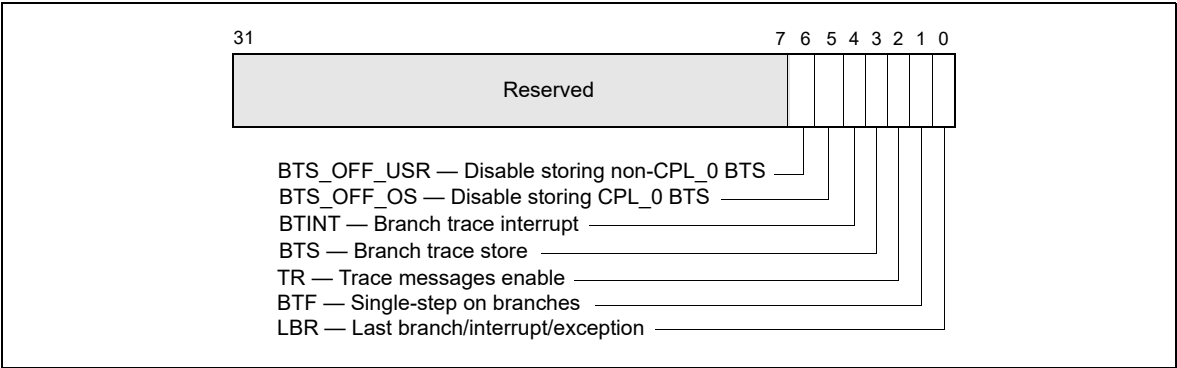 31 7 6 5 4 3 2 1 0
Reserved
BTS_OFF_USR — Disable storing non-CPL_0 BTS
BTS_OFF_OS — Disable storing CPL_0 BTS
BTINT — Branch trace interrupt
BTS — Branch trace store
TR — Trace messages enable
BTF — Single-step on branches
LBR — Last branch/interrupt/exception